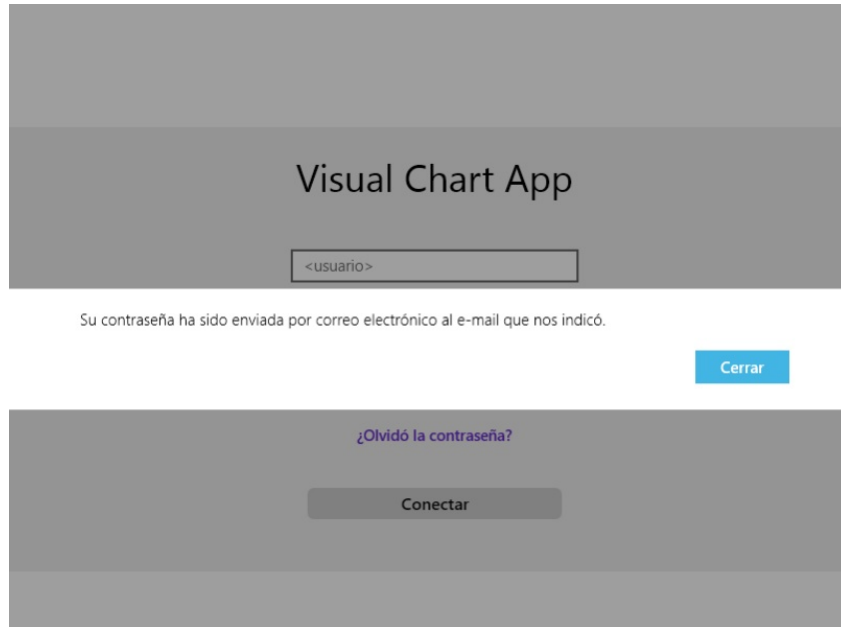 Visual Chart App
<usuario>
Su contraseña ha sido enviada por correo electrónico al e-mail que nos indicó.
Cerrar
¿Olvidó la contraseña?
Conectar